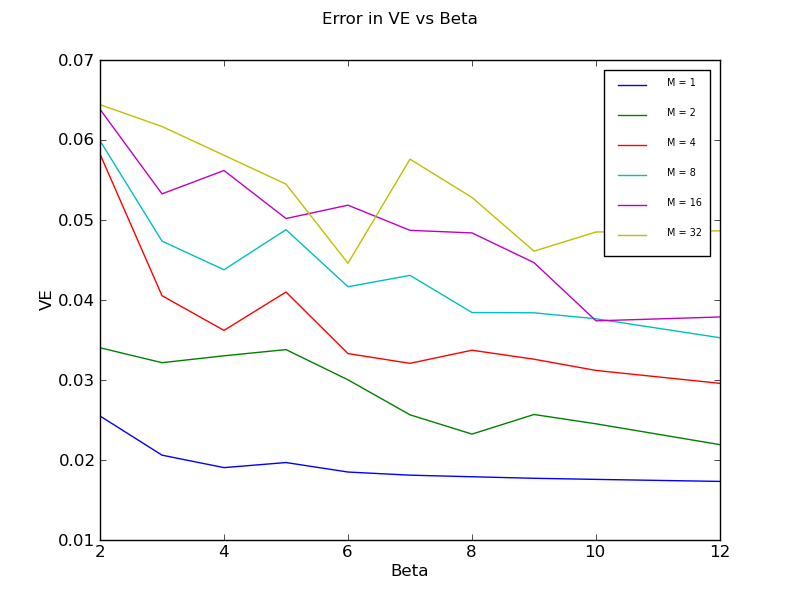 Error in VE vs Beta
0.07
0.06
0.05
0.04
0.03
0.02
0.01
VE
M = 1
M = 2
M = 4
M = 8
M = 16
M = 32
2 4 6 8 10 12
Beta